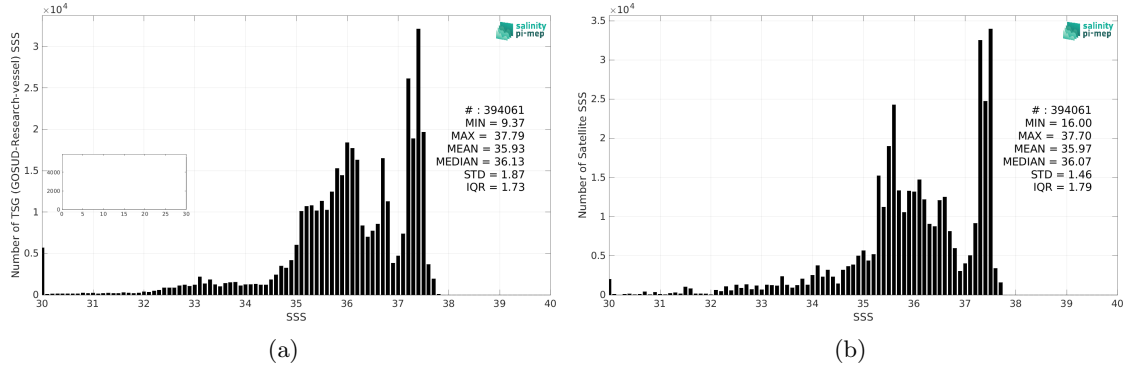 ×10⁴
Number of TSG (GOSUD-Research-vessel) SSS
3
2.5
2
1.5
1
0.5
0
30 31 32 33 34 35 36 37 38 39 40
SSS
6000
4000
2000
0
0 5 10 15 20 25 30
salinity
pi-mep
# : 394061
MIN = 9.37
MAX = 37.79
MEAN = 35.93
MEDIAN = 36.13
STD = 1.87
IQR = 1.73
(a)
×10⁴
Number of Satellite SSS
3.5
3
2.5
2
1.5
1
0.5
0
30 31 32 33 34 35 36 37 38 39 40
SSS
salinity
pi-mep
# : 394061
MIN = 16.00
MAX = 37.70
MEAN = 35.97
MEDIAN = 36.07
STD = 1.46
IQR = 1.79
(b)